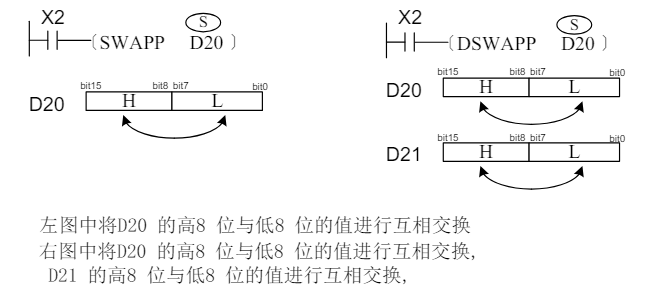 X2
(SWAPP D20)
S
bit15 bit8 bit7 bit0
D20 H L
X2
(DSWAPP D20)
S
bit15 bit8 bit7 bit0
D20 H L
bit15 bit8 bit7 bit0
D21 H L
左图中将D20 的高8 位与低8 位的值进行互相交换
右图中将D20 的高8 位与低8 位的值进行互相交换,
D21 的高8 位与低8 位的值进行互相交换,